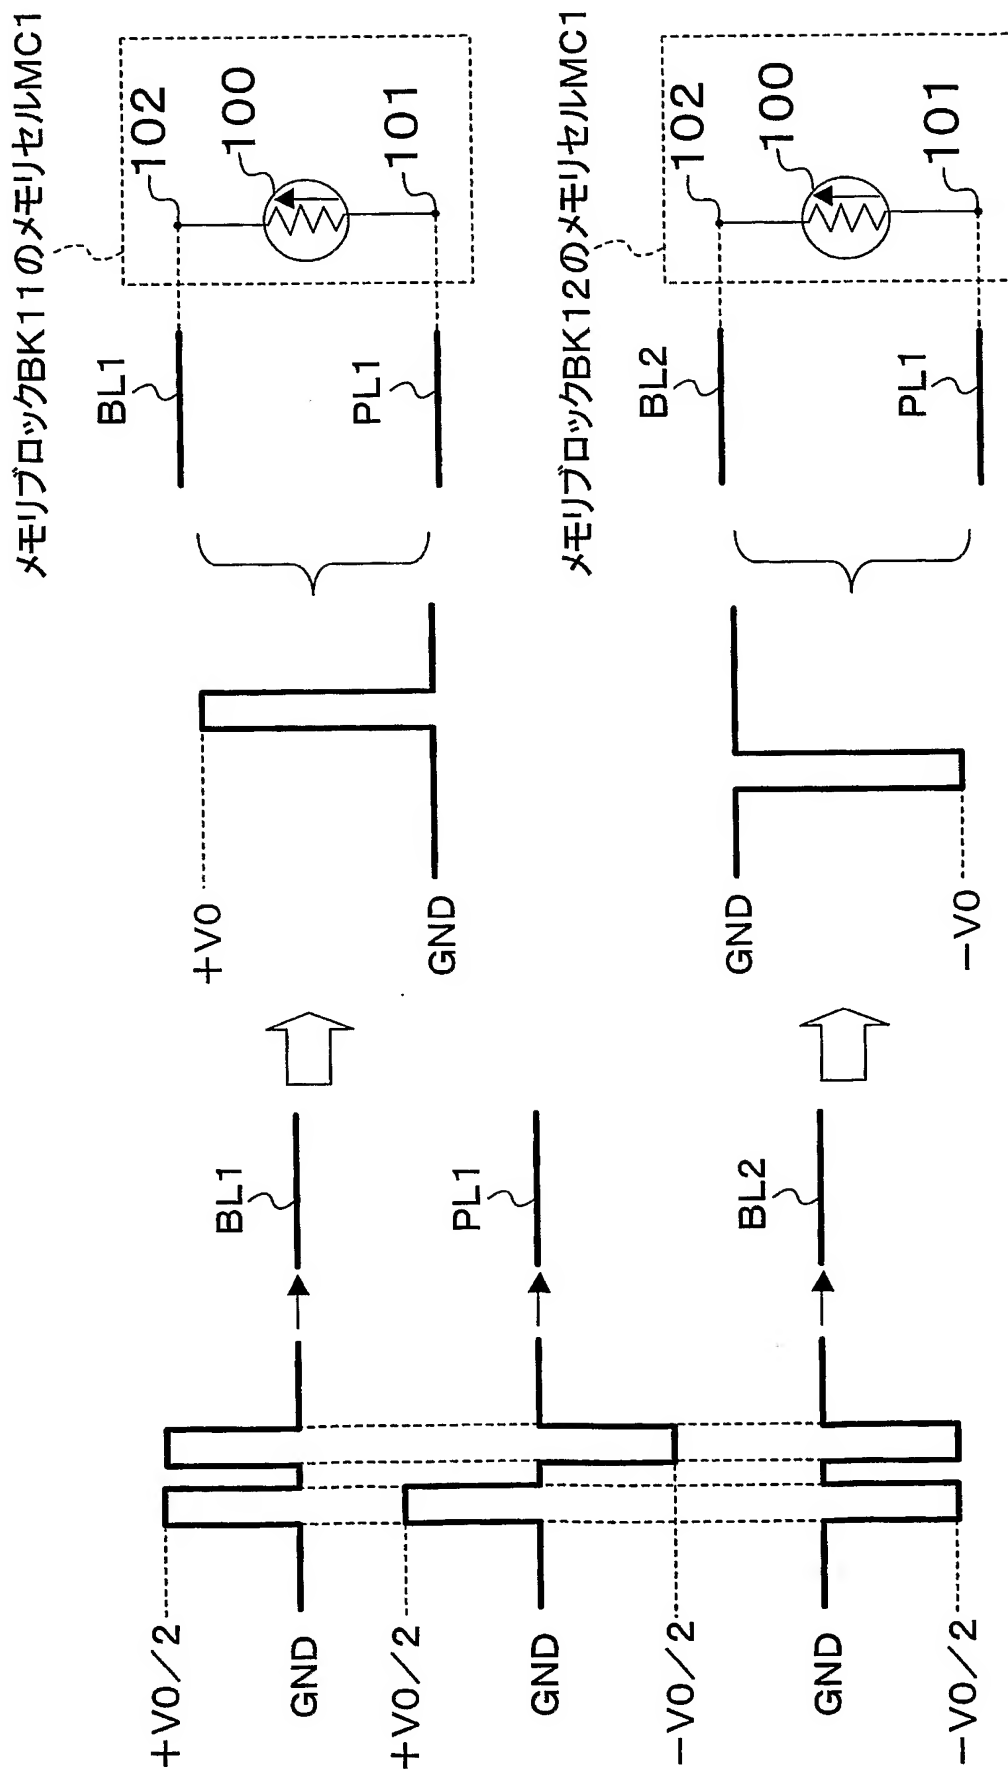 メモリブロックBK11のメモリセルMC1
102
100
101
BL1
PL1
+V0
GND
メモリブロックBK12のメモリセルMC1
102
100
101
BL2
PL1
GND
−V0
BL1
PL1
BL2
+V0/2
GND
+V0/2
GND
−V0/2
GND
−V0/2